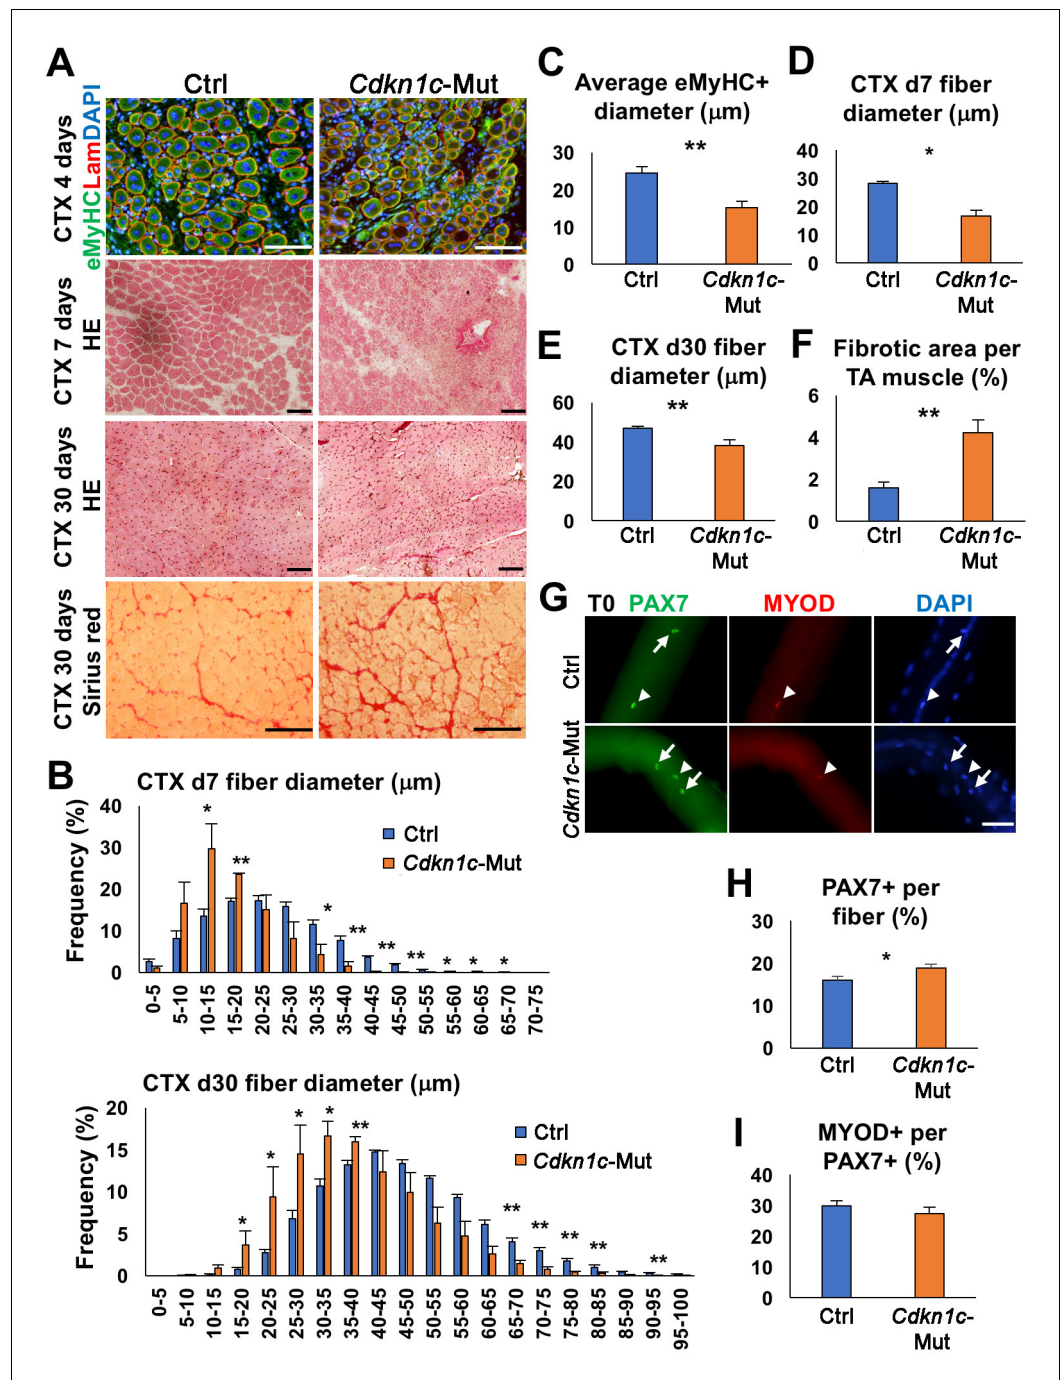 A
Ctrl
Cdkn1c-Mut
CTX 4 days
eMyHCLamDAPI
CTX 7 days
HE
CTX 30 days
HE
CTX 30 days
Sirius red
B
CTX d7 fiber diameter (μm)
Frequency (%)
40
30
20
10
0
Ctrl
Cdkn1c-Mut
*
**
*
**
**
**
*
*
*
0-5
5-10
10-15
15-20
20-25
25-30
30-35
35-40
40-45
45-50
50-55
55-60
60-65
65-70
70-75
CTX d30 fiber diameter (μm)
Frequency (%)
20
15
10
5
0
Ctrl
Cdkn1c-Mut
*
*
*
*
**
**
**
**
**
**
0-5
5-10
10-15
15-20
20-25
25-30
30-35
35-40
40-45
45-50
50-55
55-60
60-65
65-70
70-75
75-80
80-85
85-90
90-95
95-100
C
Average eMyHC+
diameter (μm)
**
30
20
10
0
Ctrl
Cdkn1c-
Mut
D
CTX d7 fiber
diameter (μm)
*
40
30
20
10
0
Ctrl
Cdkn1c-
Mut
E
CTX d30 fiber
diameter (μm)
**
60
40
20
0
Ctrl
Cdkn1c-
Mut
F
Fibrotic area per
TA muscle (%)
**
6
4
2
0
Ctrl
Cdkn1c-
Mut
G
T0 PAX7
MYOD
DAPI
Ctrl
Cdkn1c-Mut
H
PAX7+ per
fiber (%)
*
30
20
10
0
Ctrl
Cdkn1c-
Mut
I
MYOD+ per
PAX7+ (%)
40
30
20
10
0
Ctrl
Cdkn1c-
Mut